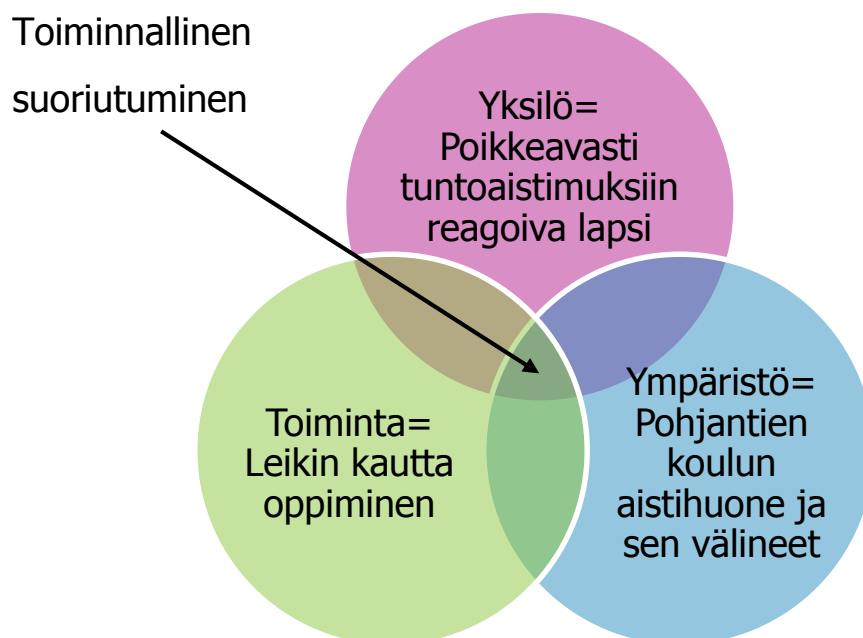 Toiminnallinen
suoriutuminen
Yksilö=
Poikkeavasti
tuntoaistimuksiin
reagoiva lapsi
Toiminta=
Leikin kautta
oppiminen
Ympäristö=
Pohjantien
koulun
aistihuone ja
sen välineet